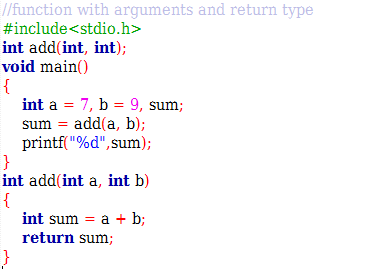 //function with arguments and return type
#include<stdio.h>
int add(int, int);
void main()
{
    int a = 7, b = 9, sum;
    sum = add(a, b);
    printf("%d",sum);
}
int add(int a, int b)
{
    int sum = a + b;
    return sum;
}